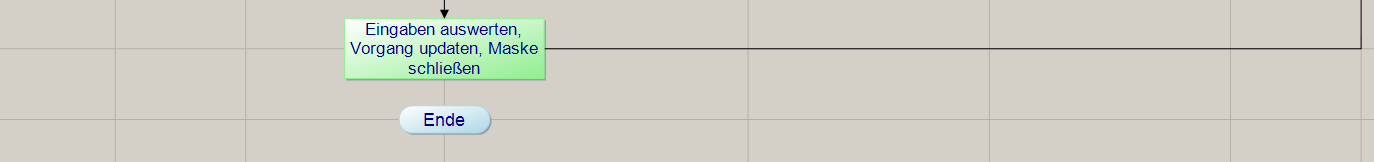 Eingaben auswerten,
Vorgang updaten, Maske
schließen
Ende